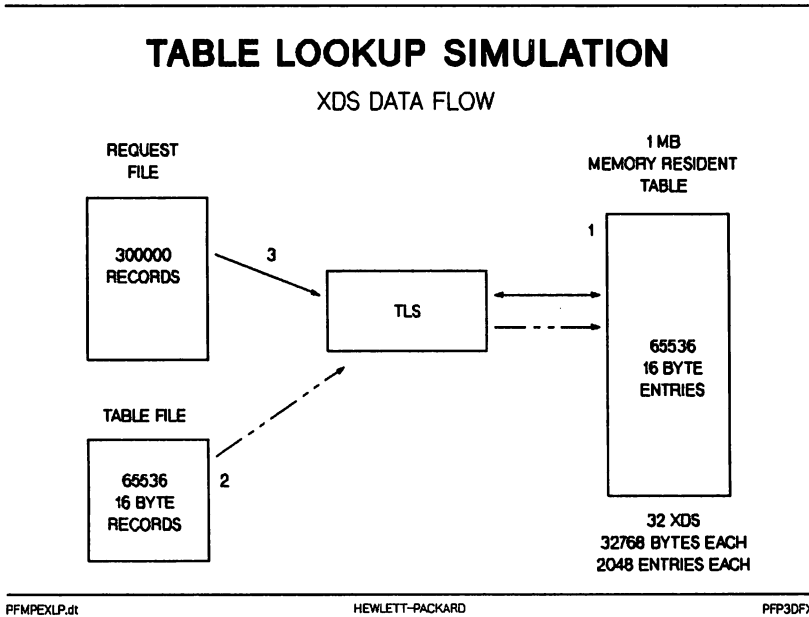 TABLE LOOKUP SIMULATION
XDS DATA FLOW
REQUEST
FILE
300000
RECORDS
3
TLS
1 MB
MEMORY RESIDENT
TABLE
1
65536
16 BYTE
ENTRIES
TABLE FILE
65536
16 BYTE
RECORDS
2
32 XDS
32768 BYTES EACH
2048 ENTRIES EACH
PFMPEXLP.dt
HEWLETT-PACKARD
PFP3DFX